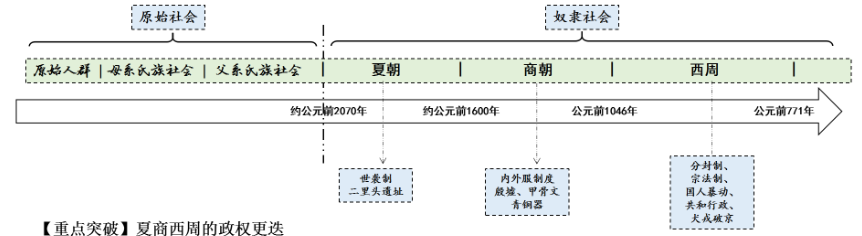 原始社会
奴隶社会
原始人群 | 母系氏族社会 | 父系氏族社会 | 夏朝 | 商朝 | 西周 |
约公元前2070年 约公元前1600年 公元前1046年 公元前771年
世袭制
二里头遗址
内外服制度
殷墟、甲骨文
青铜器
分封制、
宗法制、
国人暴动、
共和行政、
犬戎破京
【重点突破】夏商西周的政权更迭